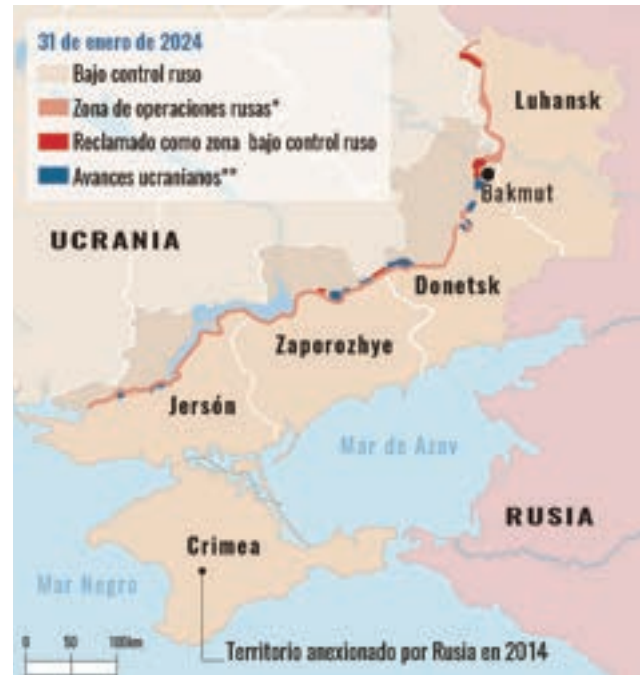 31 de enero de 2024
Bajo control ruso
Zona de operaciones rusas*
Reclamado como zona bajo control ruso
Avances ucranianos**
Luhansk
Bakmut
UCRANIA
Donetsk
Zaporozhye
Jersón
Mar de Azov
RUSIA
Crimea
Mar Negro
0 50 100km
Territorio anexionado por Rusia en 2014